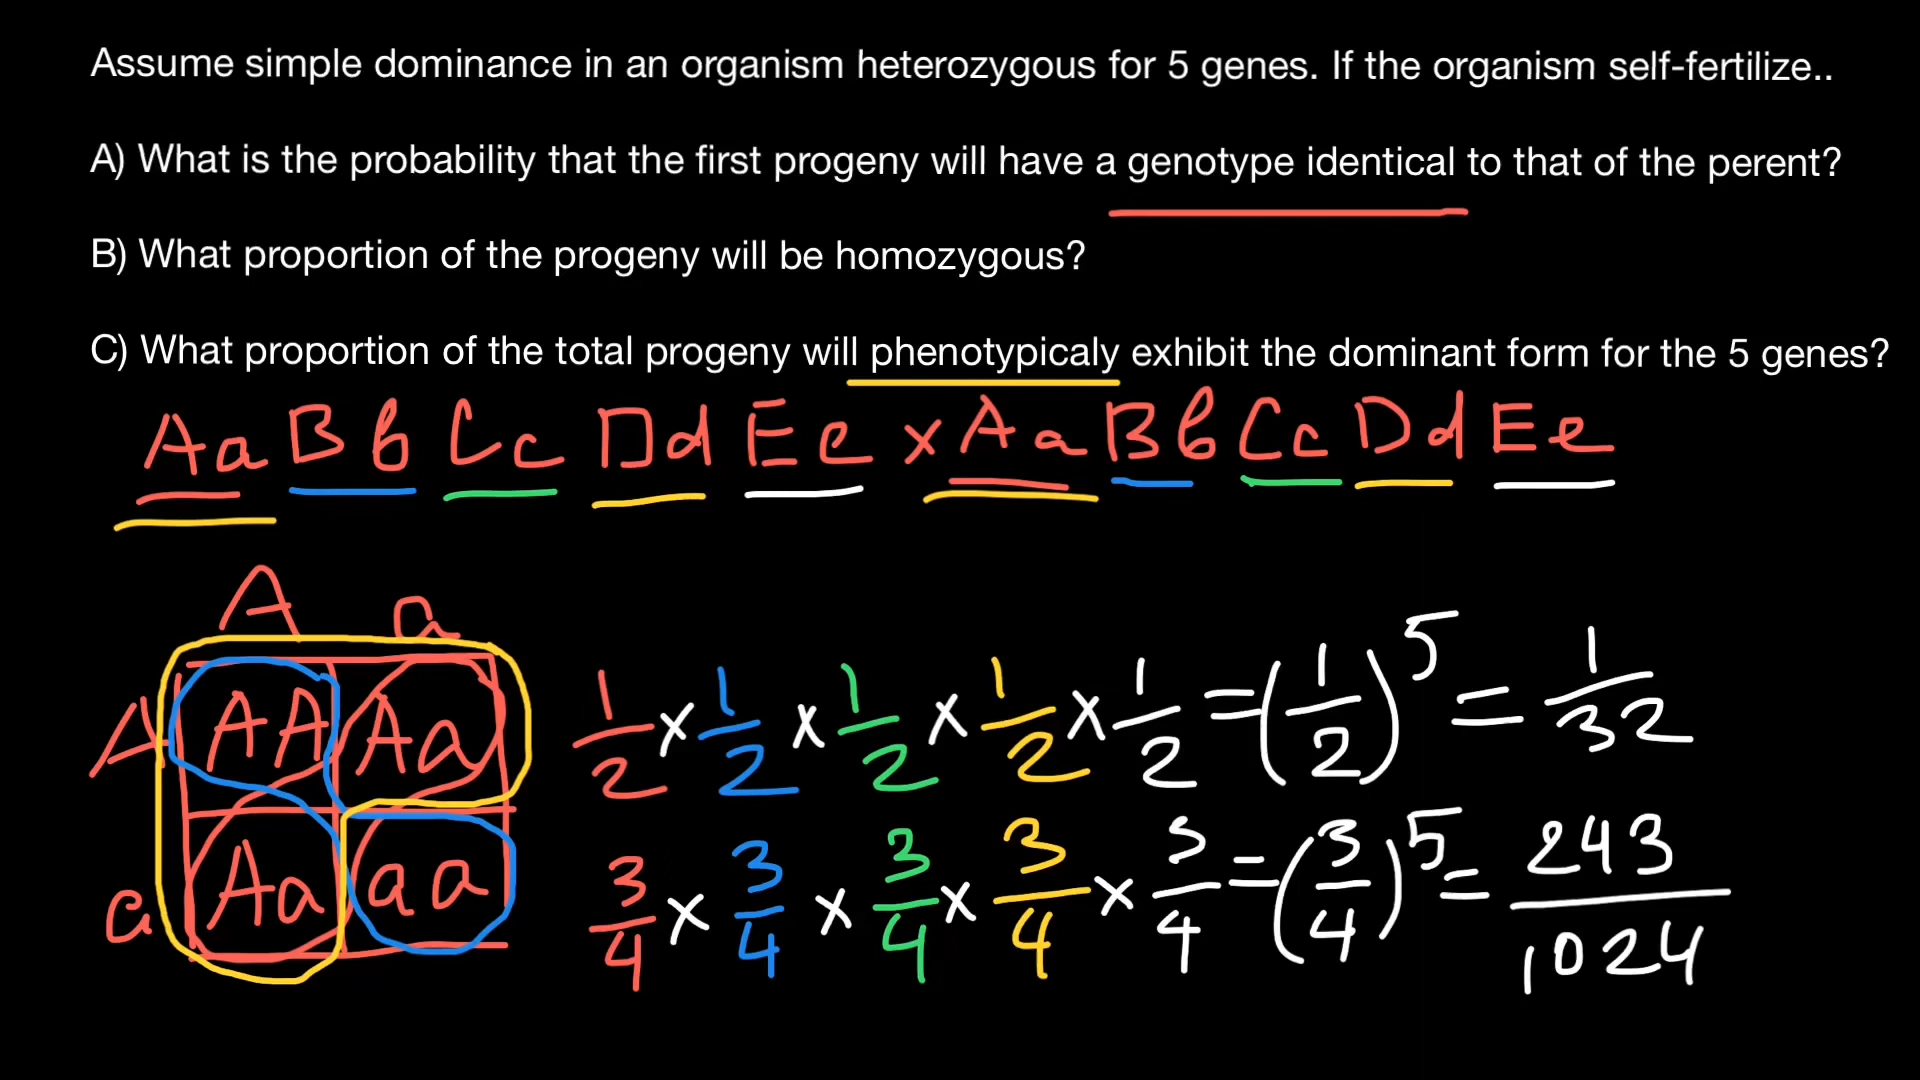 Assume simple dominance in an organism heterozygous for 5 genes. If the organism self-fertilize..
A) What is the probability that the first progeny will have a genotype identical to that of the perent?
B) What proportion of the progeny will be homozygous?
C) What proportion of the total progeny will phenotypicaly exhibit the dominant form for the 5 genes?
Aa Bb Cc Dd Ee x Aa Bb Cc Dd Ee
A a
A AA Aa
a Aa aa
1/2 x 1/2 x 1/2 x 1/2 x 1/2 = (1/2)^5 = 1/32
3/4 x 3/4 x 3/4 x 3/4 x 3/4 = (3/4)^5 = 243/1024